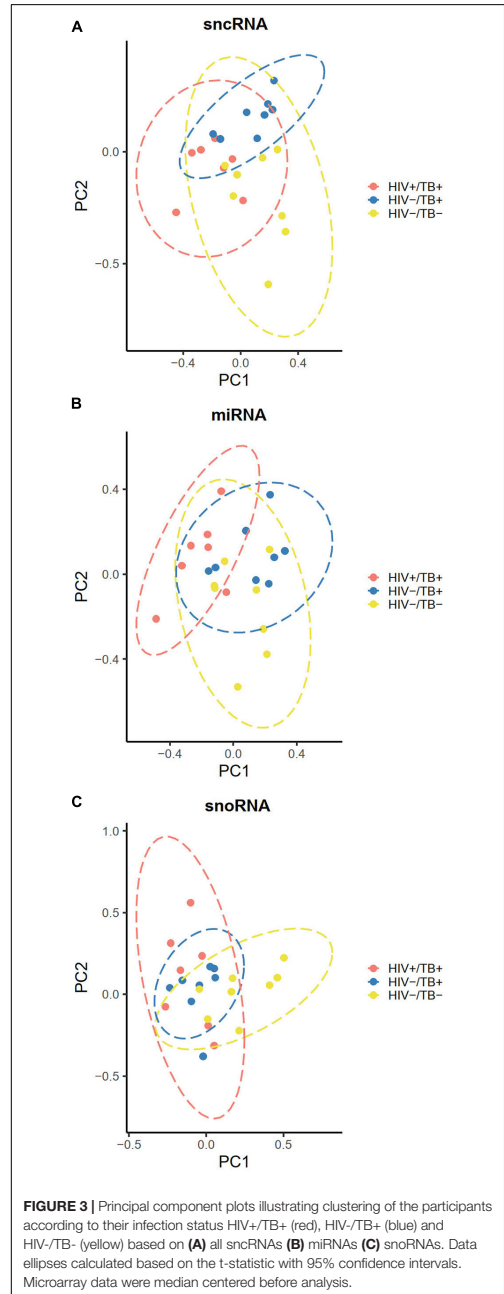 A
sncRNA
PC2
0.0
−0.5
−0.4
0.0
0.4
PC1
HIV+/TB+
HIV−/TB+
HIV−/TB−
B
miRNA
PC2
0.4
0.0
−0.4
−0.4
0.0
0.4
PC1
HIV+/TB+
HIV−/TB+
HIV−/TB−
C
snoRNA
PC2
1.0
0.5
0.0
−0.5
−0.5
0.0
0.5
PC1
HIV+/TB+
HIV−/TB+
HIV−/TB−
FIGURE 3 | Principal component plots illustrating clustering of the participants
according to their infection status HIV+/TB+ (red), HIV-/TB+ (blue) and
HIV-/TB- (yellow) based on (A) all sncRNAs (B) miRNAs (C) snoRNAs. Data
ellipses calculated based on the t-statistic with 95% confidence intervals.
Microarray data were median centered before analysis.